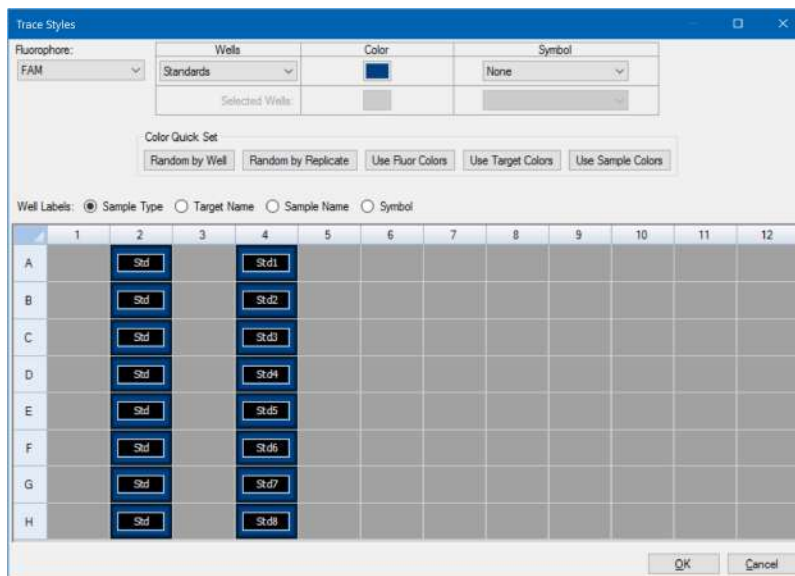 Trace Styles
Fluorophore: Wells Color Symbol
FAM Standards None
Selected Wells:
Color Quick Set
Random by Well Random by Replicate Use Fluor Colors Use Target Colors Use Sample Colors
Well Labels: Sample Type Target Name Sample Name Symbol
1 2 3 4 5 6 7 8 9 10 11 12
A Std Std1
B Std Std2
C Std Std3
D Std Std4
E Std Std5
F Std Std6
G Std Std7
H Std Std8
OK Cancel